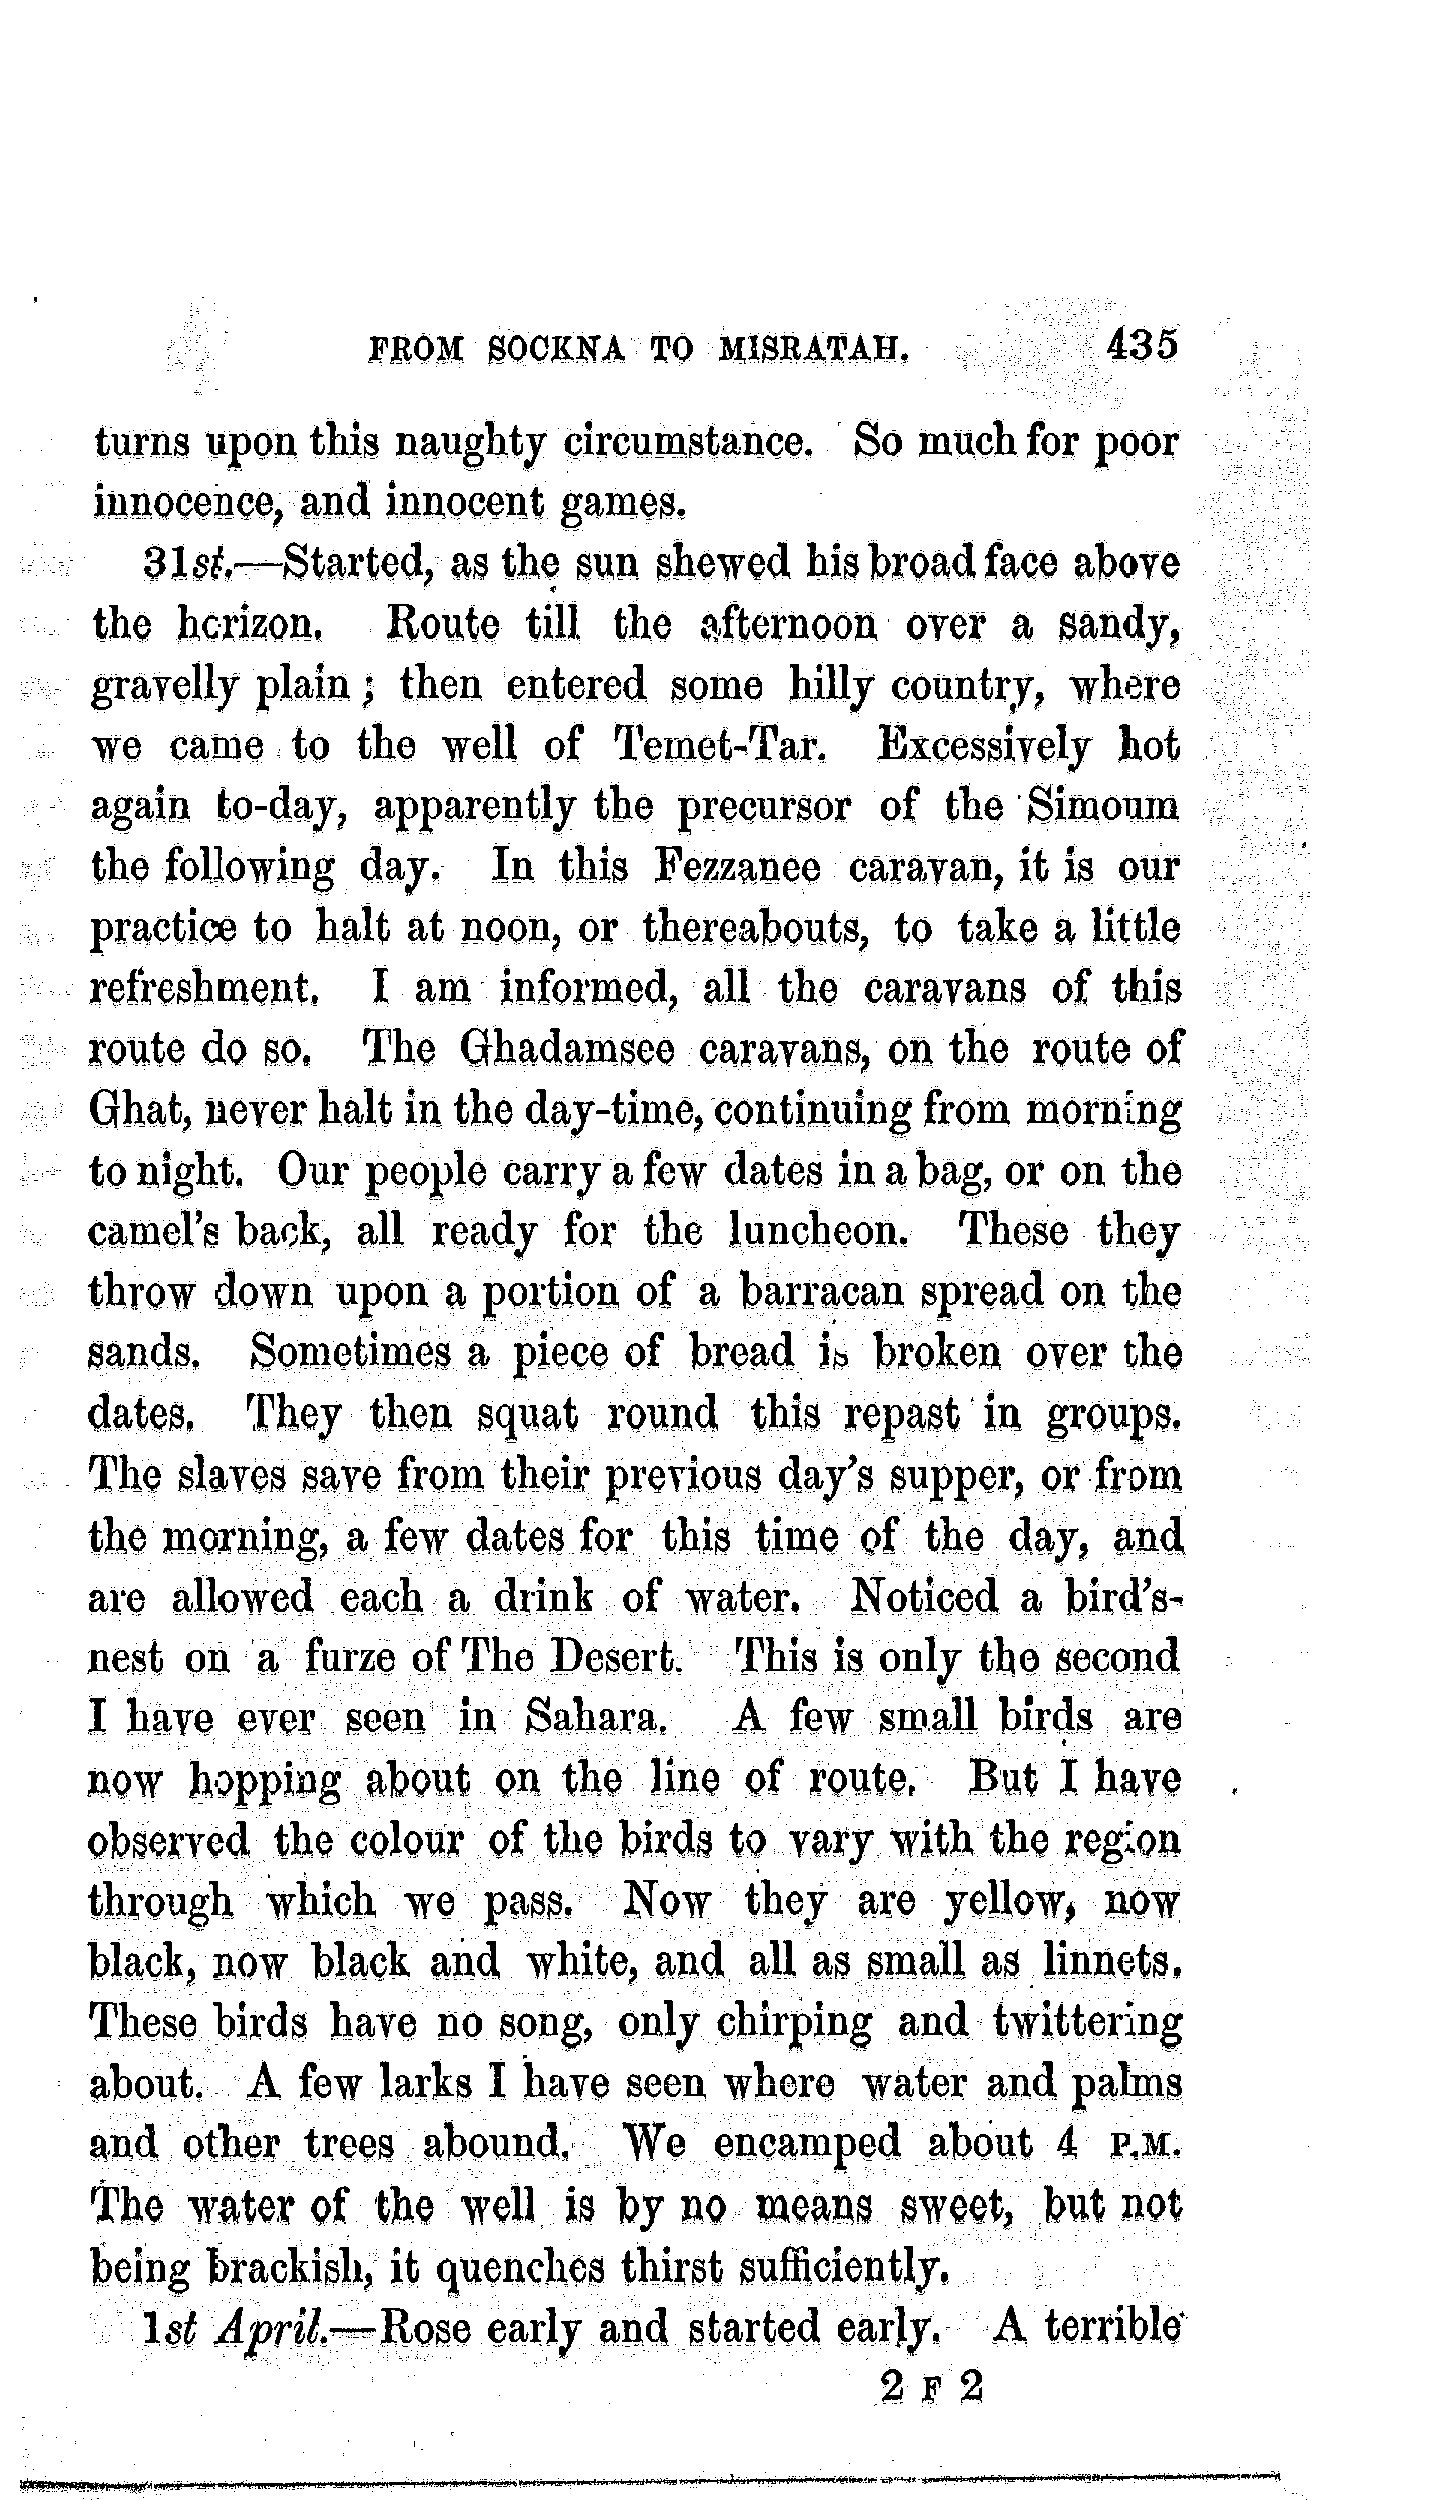 FROM SOCKNA TO MISRATAH. 435
turns upon this naughty circumstance. So much for poor
innocence, and innocent games.
31st.—Started, as the sun shewed his broad face above
the horizon. Route till the afternoon over a sandy,
gravelly plain; then entered some hilly country, where
we came to the well of Temet-Tar. Excessively hot
again to-day, apparently the precursor of the Simoum
the following day. In this Fezzanee caravan, it is our
practice to halt at noon, or thereabouts, to take a little
refreshment. I am informed, all the caravans of this
route do so. The Ghadamsee caravans, on the route of
Ghat, never halt in the day-time, continuing from morning
to night. Our people carry a few dates in a bag, or on the
camel's back, all ready for the luncheon. These they
throw down upon a portion of a barracan spread on the
sands. Sometimes a piece of bread is broken over the
dates. They then squat round this repast in groups.
The slaves save from their previous day's supper, or from
the morning, a few dates for this time of the day, and
are allowed each a drink of water. Noticed a bird's-
nest on a furze of The Desert. This is only the second
I have ever seen in Sahara. A few small birds are
now hopping about on the line of route. But I have
observed the colour of the birds to vary with the region
through which we pass. Now they are yellow, now
black, now black and white, and all as small as linnets.
These birds have no song, only chirping and twittering
about. A few larks I have seen where water and palms
and other trees abound. We encamped about 4 P.M.
The water of the well is by no means sweet, but not
being brackish, it quenches thirst sufficiently.
1st April.—Rose early and started early. A terrible
2 F 2